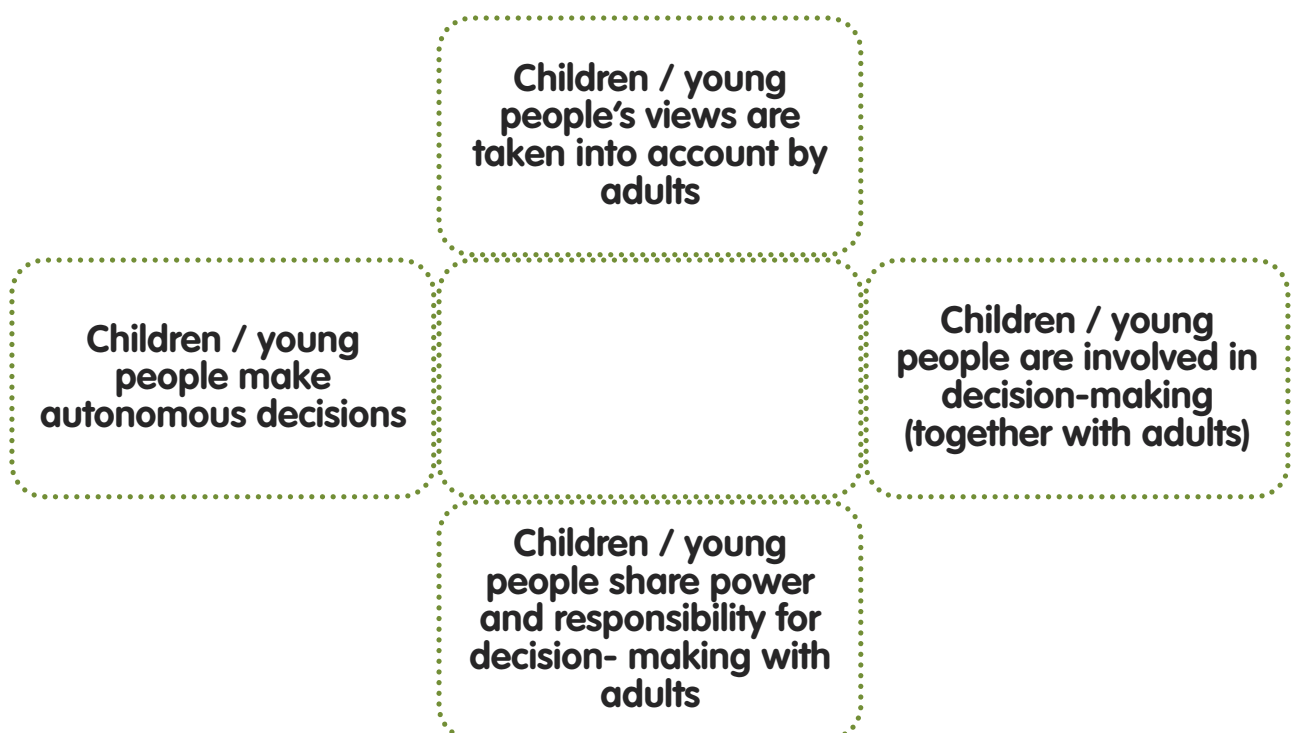 Children / young
people's views are
taken into account by
adults
Children / young
people make
autonomous decisions
Children / young
people are involved in
decision-making
(together with adults)
Children / young
people share power
and responsibility for
decision- making with
adults